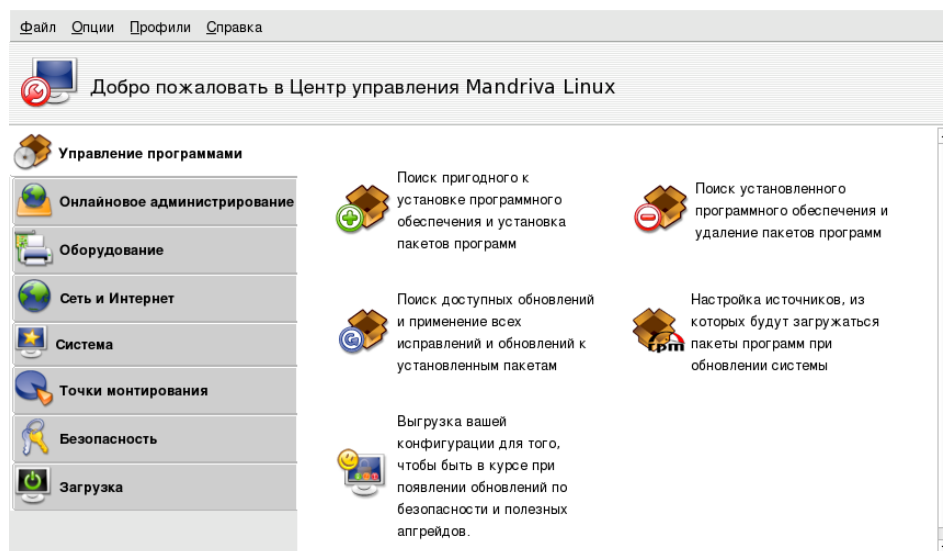 Файл Опции Профили Справка
Добро пожаловать в Центр управления Mandriva Linux
Управление программами
Онлайновое администрирование
Оборудование
Сеть и Интернет
Система
Точки монтирования
Безопасность
Загрузка
Поиск пригодного к
установке программного
обеспечения и установка
пакетов программ
Поиск установленного
программного обеспечения и
удаление пакетов программ
Поиск доступных обновлений
и применение всех
исправлений и обновлений к
установленным пакетам
rpm
Настройка источников, из
которых будут загружаться
пакеты программ при
обновлении системы
Выгрузка вашей
конфигурации для того,
чтобы быть в курсе при
появлении обновлений по
безопасности и полезных
апгрейдов.